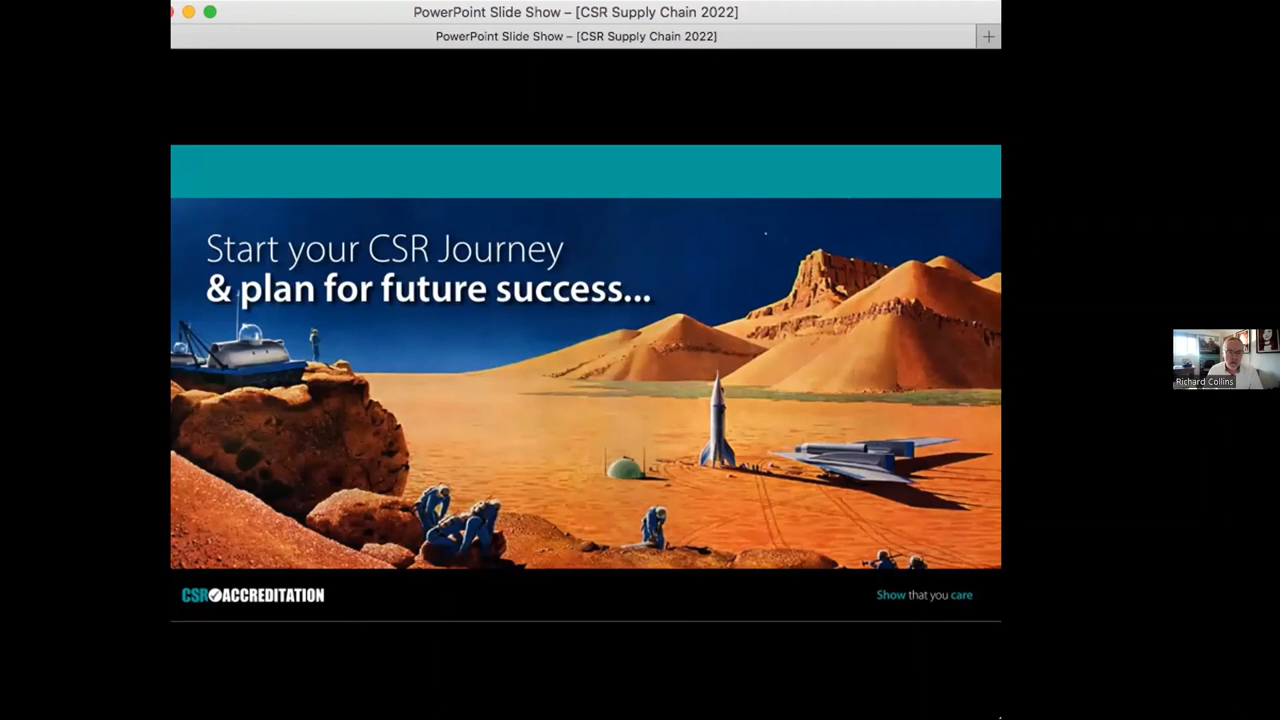 PowerPoint Slide Show – [CSR Supply Chain 2022]
PowerPoint Slide Show – [CSR Supply Chain 2022]
Start your CSR Journey
& plan for future success...
Richard Collins
CSR ACCREDITATION
Show that you care